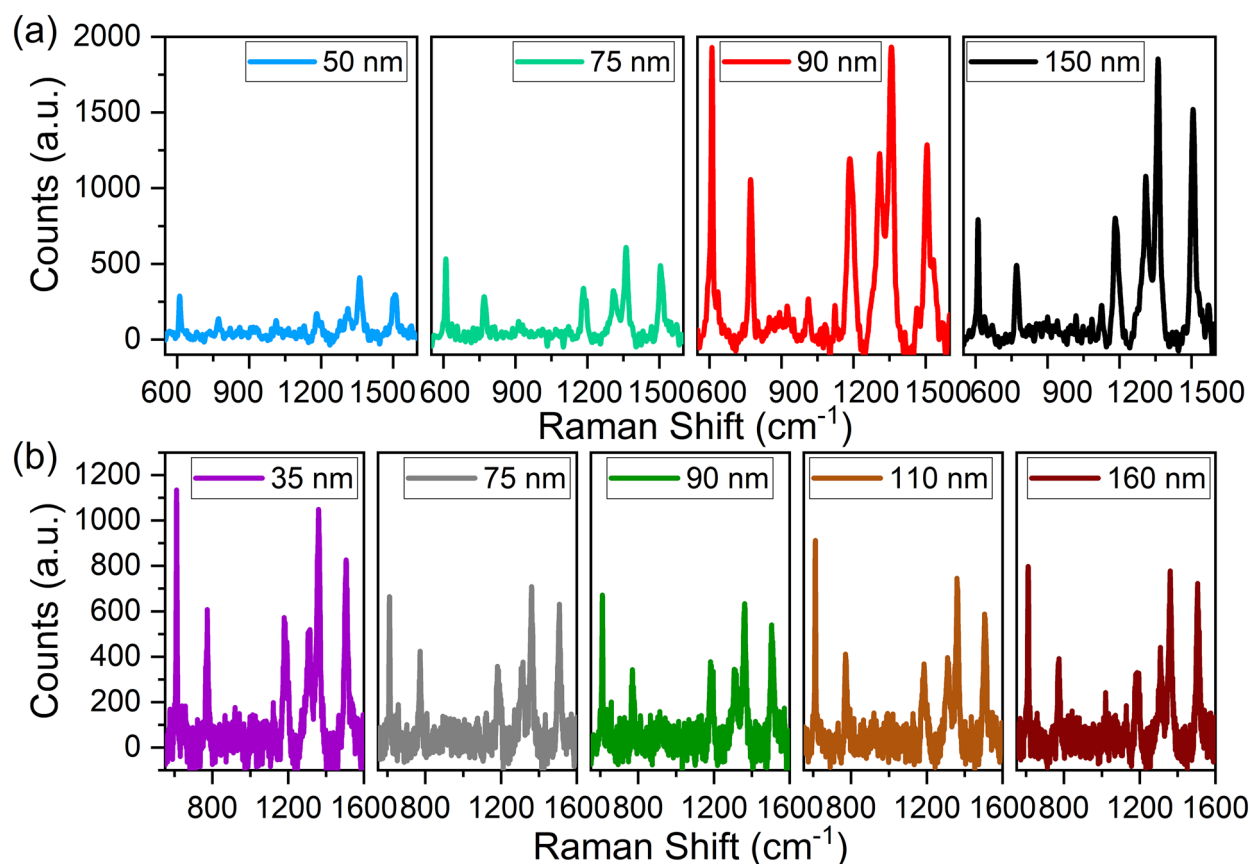 (a)
50 nm
75 nm
90 nm
150 nm
Counts (a.u.)
2000
1500
1000
500
0
600 900 1200 1500 600 900 1200 1500 600 900 1200 1500 600 900 1200 1500
Raman Shift (cm⁻¹)
(b)
35 nm
75 nm
90 nm
110 nm
160 nm
Counts (a.u.)
1200
1000
800
600
400
200
0
800 1200 1600 800 1200 1600 800 1200 1600 800 1200 1600 800 1200 1600
Raman Shift (cm⁻¹)